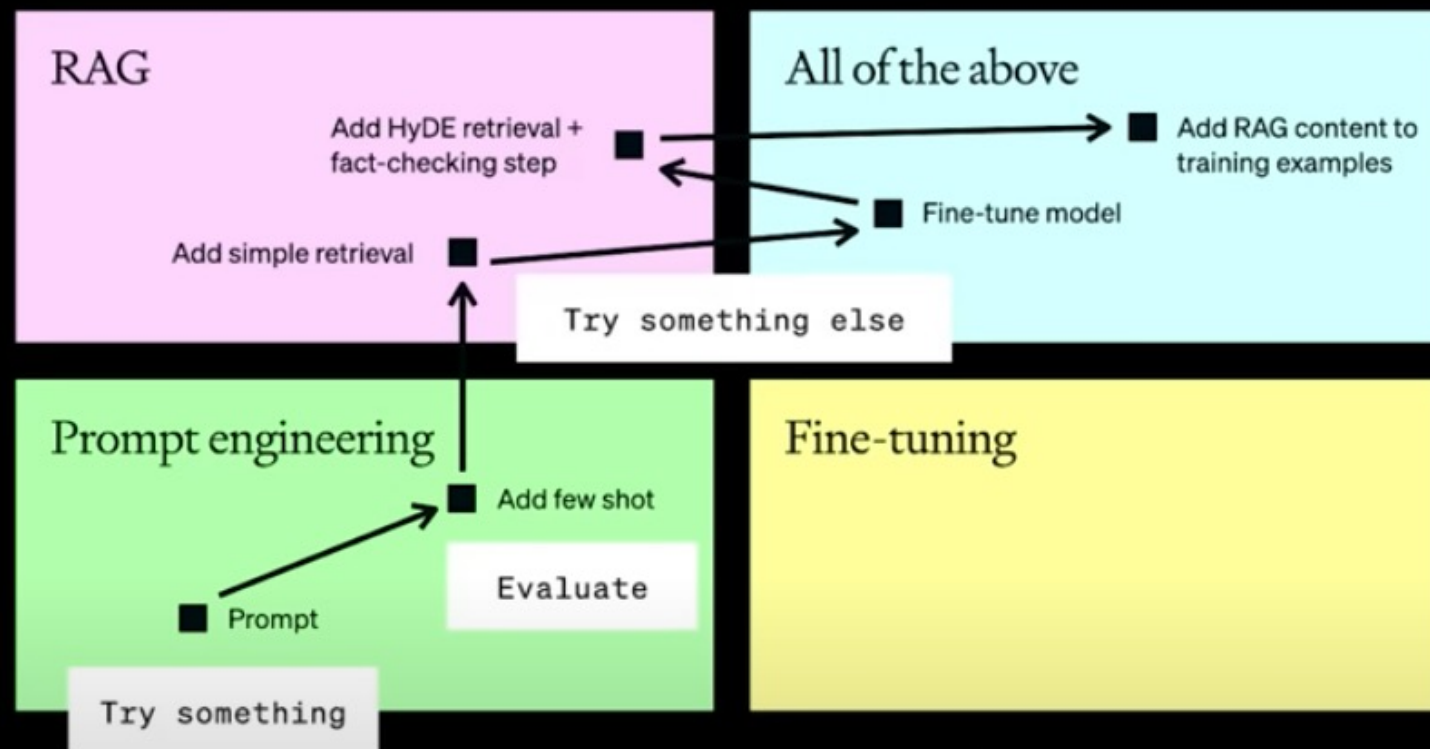 RAG
Add HyDE retrieval +
fact-checking step
Add simple retrieval
All of the above
Add RAG content to
training examples
Fine-tune model
Try something else
Prompt engineering
Add few shot
Evaluate
Prompt
Try something
Fine-tuning